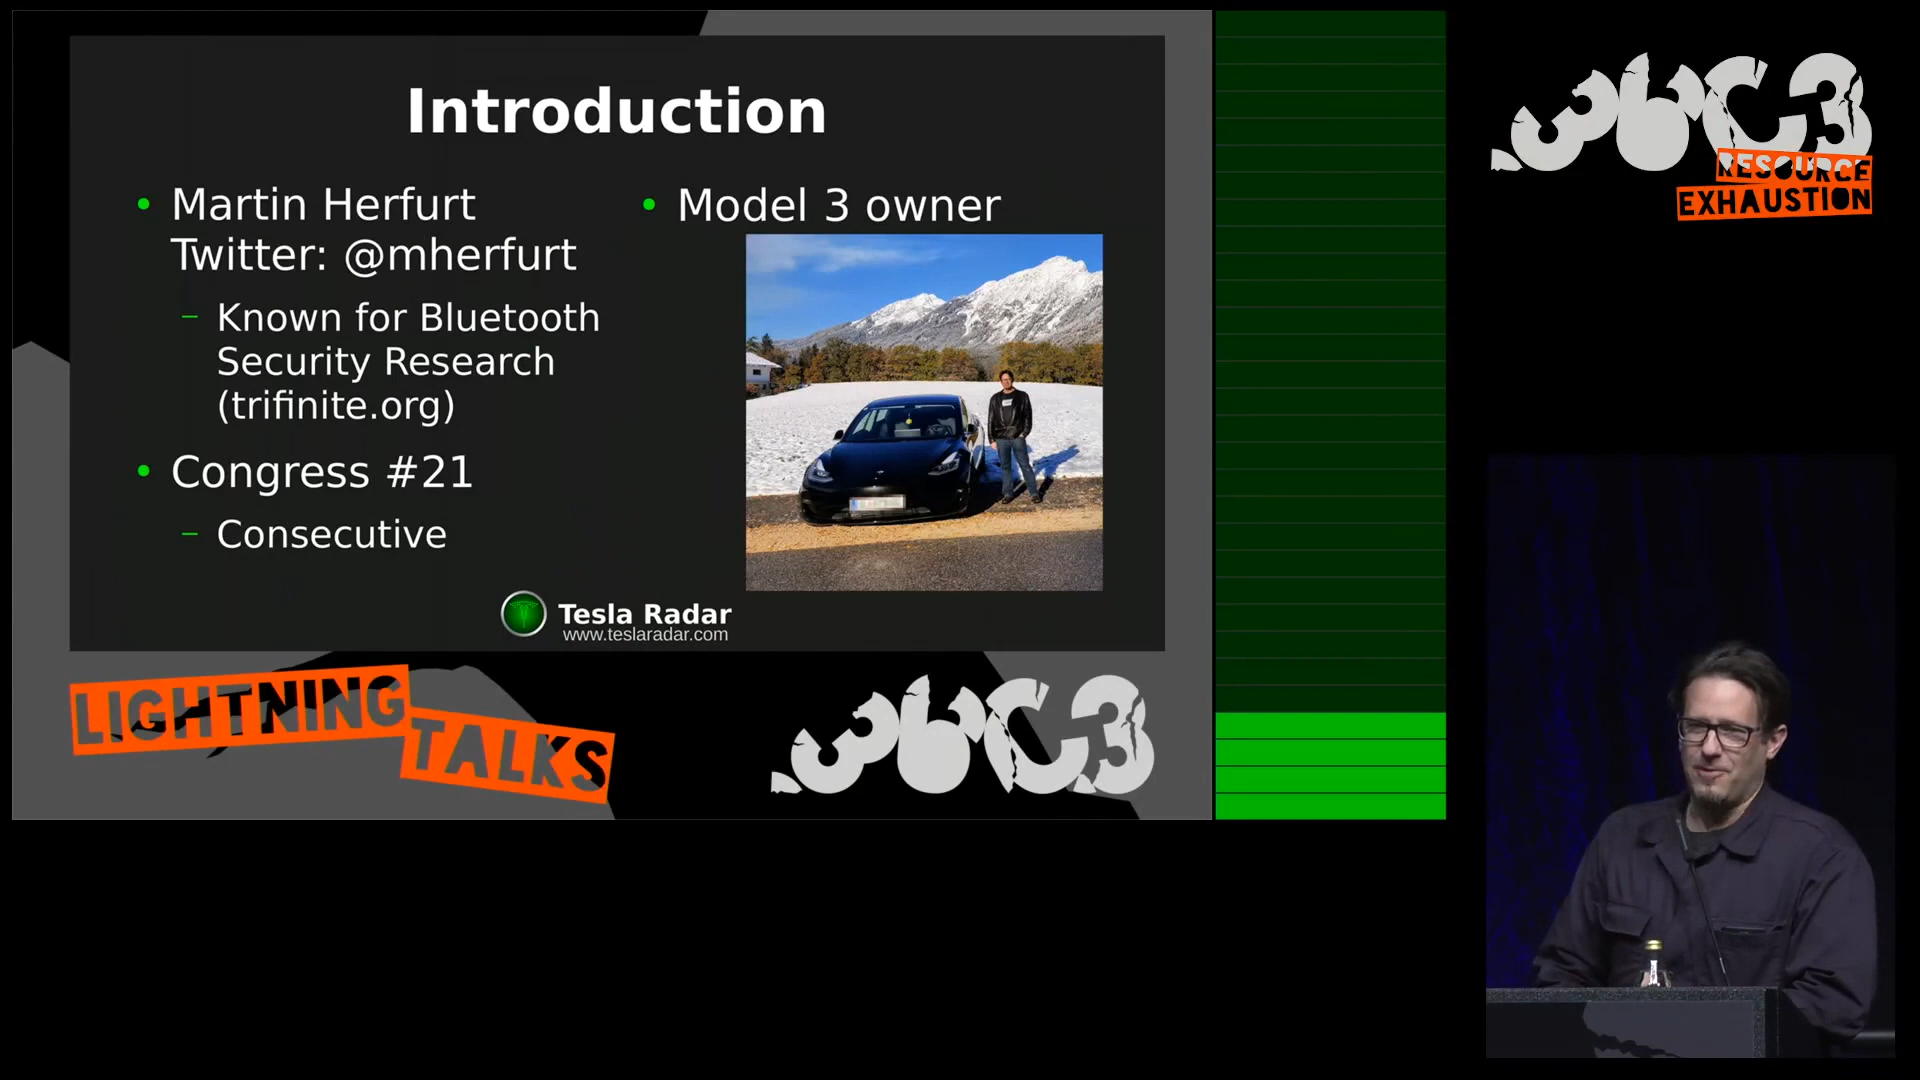 Introduction
• Martin Herfurt
Twitter: @mherfurt
– Known for Bluetooth
Security Research
(trifinite.org)
• Congress #21
– Consecutive
• Model 3 owner
Tesla Radar
www.teslaradar.com
LIGHTNING
TALKS
36C3
36C3
RESOURCE
EXHAUSTION